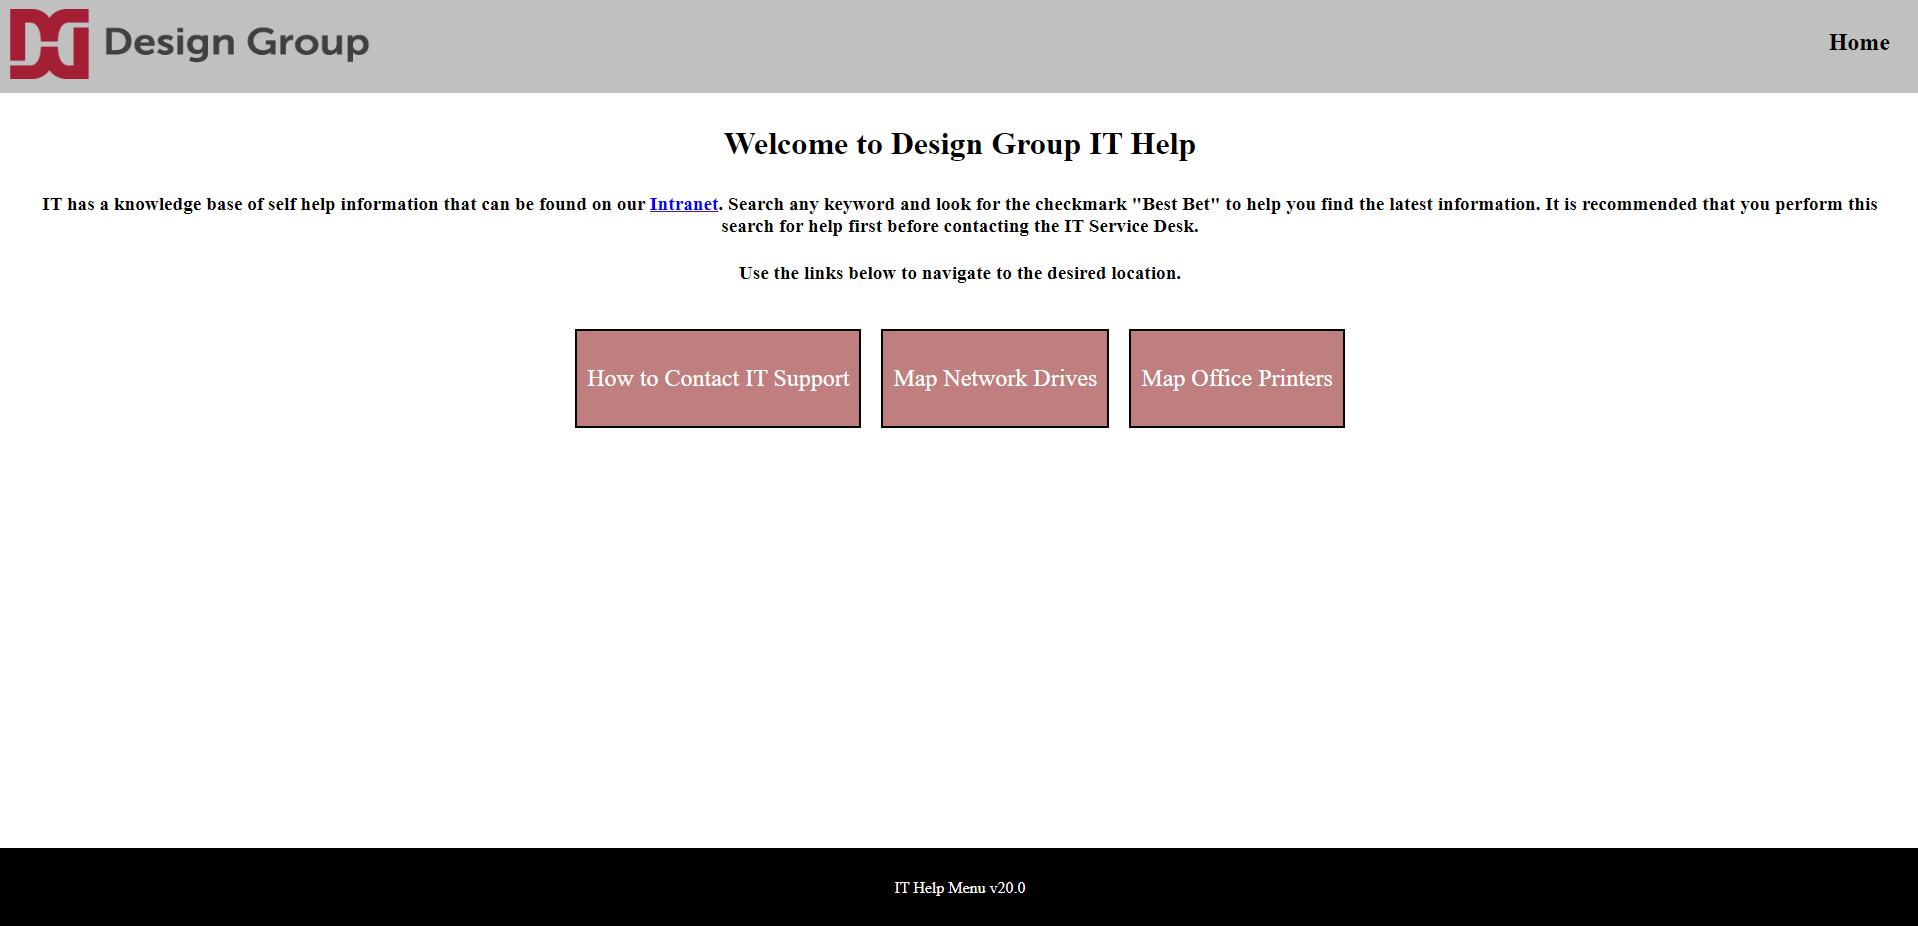 Design Group
Home
Welcome to Design Group IT Help
IT has a knowledge base of self help information that can be found on our Intranet. Search any keyword and look for the checkmark "Best Bet" to help you find the latest information. It is recommended that you perform this
search for help first before contacting the IT Service Desk.
Use the links below to navigate to the desired location.
How to Contact IT Support
Map Network Drives
Map Office Printers
IT Help Menu v20.0